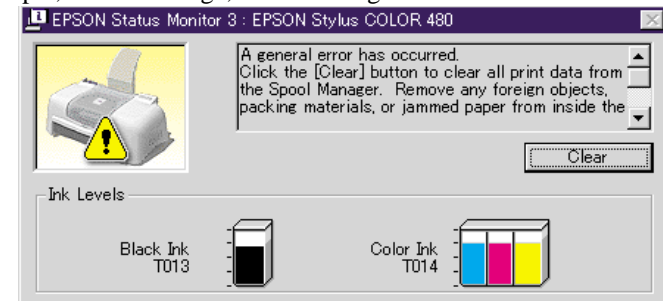 EPSON Status Monitor 3 : EPSON Stylus COLOR 480
A general error has occurred.
Click the [Clear] button to clear all print data from
the Spool Manager. Remove any foreign objects,
packing materials, or jammed paper from inside the
Clear
Ink Levels
Black Ink
T013
Color Ink
T014